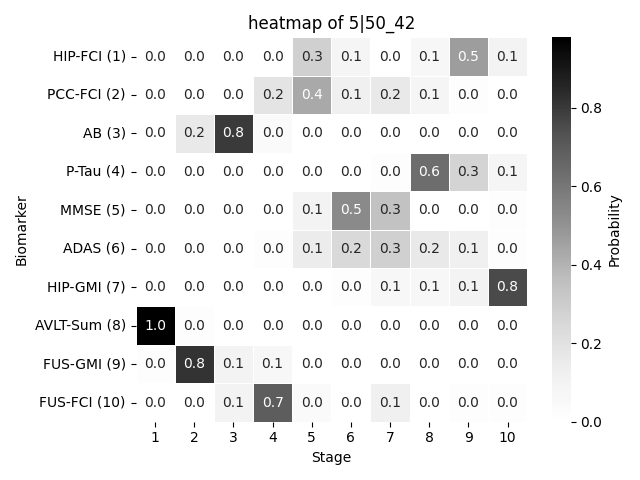 heatmap of 5|50_42
HIP-FCI (1) 0.0 0.0 0.0 0.0 0.3 0.1 0.0 0.1 0.5 0.1
PCC-FCI (2) 0.0 0.0 0.0 0.2 0.4 0.1 0.2 0.1 0.0 0.0
AB (3) 0.0 0.2 0.8 0.0 0.0 0.0 0.0 0.0 0.0 0.0
P-Tau (4) 0.0 0.0 0.0 0.0 0.0 0.0 0.0 0.6 0.3 0.1
MMSE (5) 0.0 0.0 0.0 0.0 0.1 0.5 0.3 0.0 0.0 0.0
ADAS (6) 0.0 0.0 0.0 0.0 0.1 0.2 0.3 0.2 0.1 0.0
HIP-GMI (7) 0.0 0.0 0.0 0.0 0.0 0.0 0.1 0.1 0.1 0.8
AVLT-Sum (8) 1.0 0.0 0.0 0.0 0.0 0.0 0.0 0.0 0.0 0.0
FUS-GMI (9) 0.0 0.8 0.1 0.1 0.0 0.0 0.0 0.0 0.0 0.0
FUS-FCI (10) 0.0 0.0 0.1 0.7 0.0 0.0 0.1 0.0 0.0 0.0
1 2 3 4 5 6 7 8 9 10
Stage
Biomarker
0.8
0.6
0.4
0.2
0.0
Probability